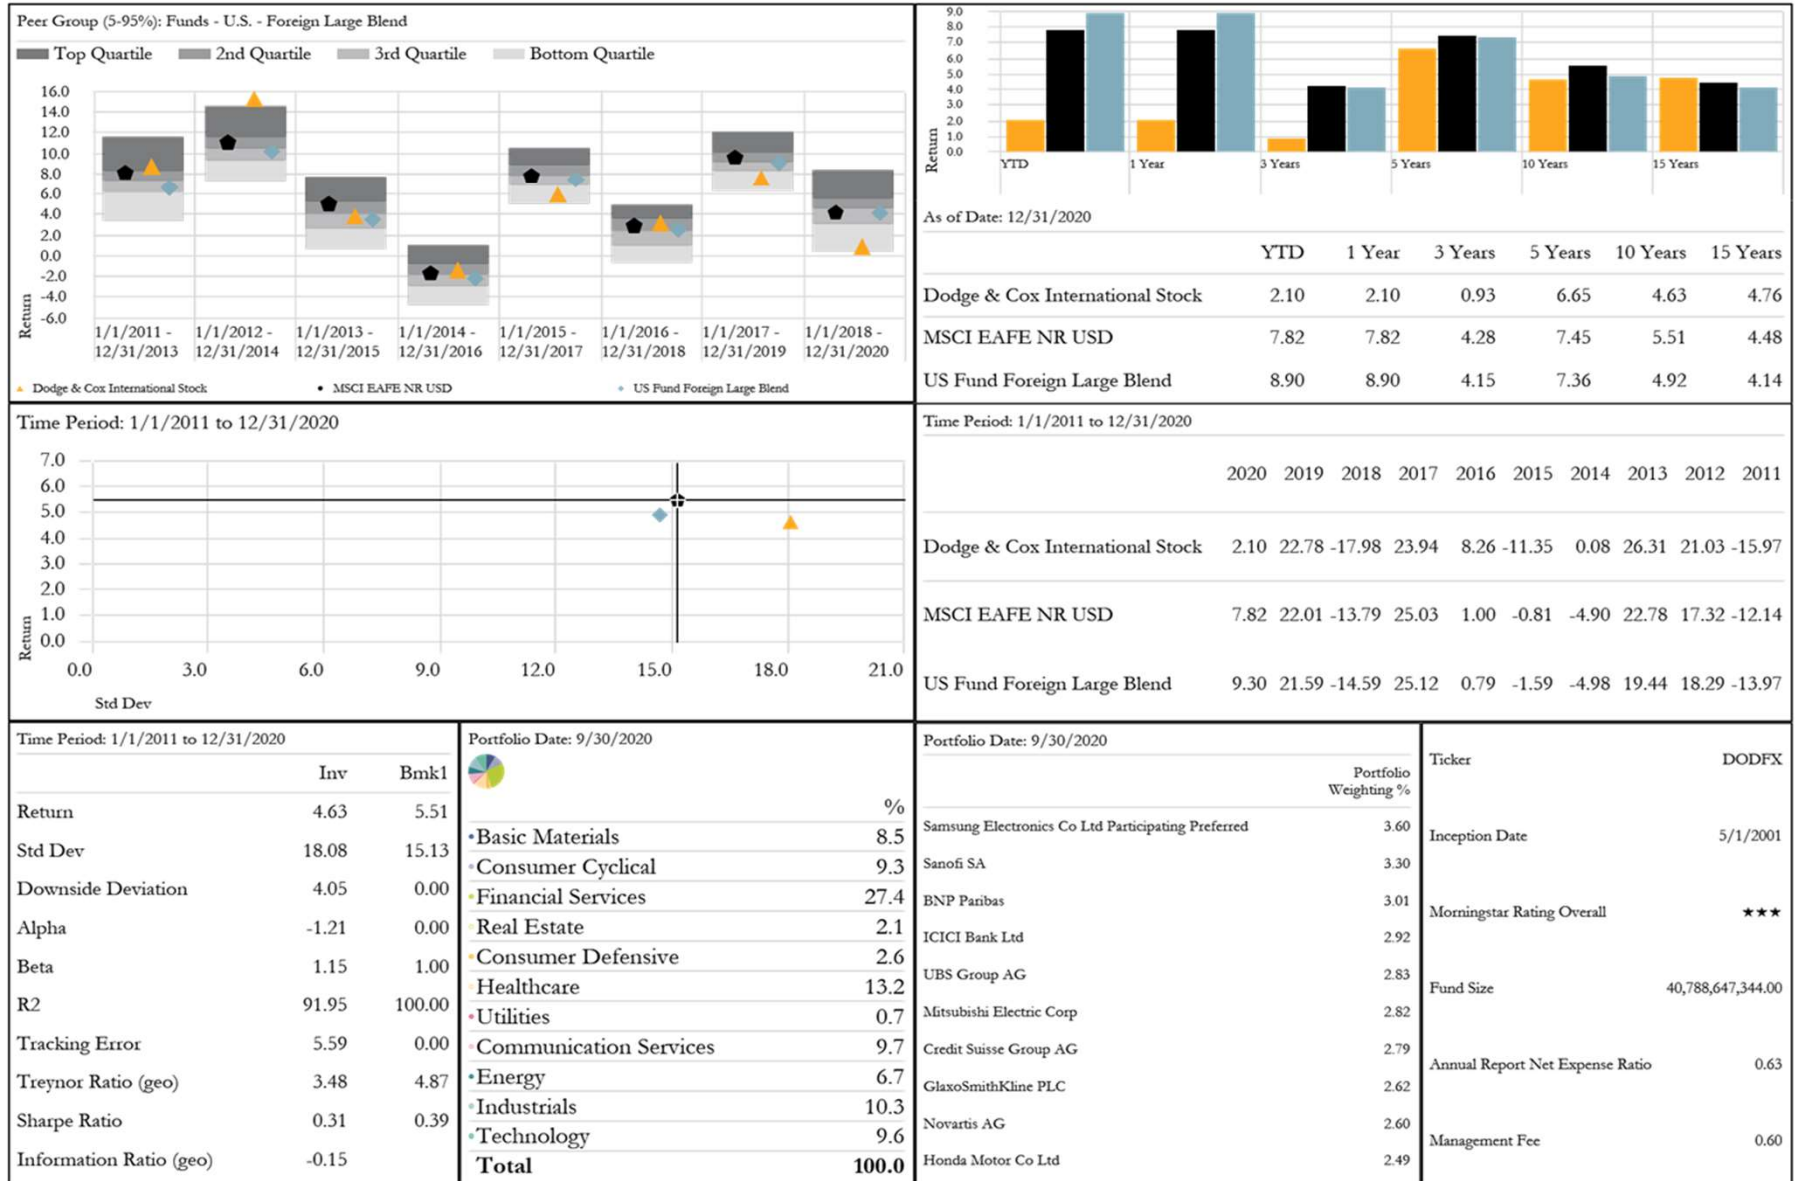 Peer Group (5-95%): Funds - U.S. - Foreign Large Blend
Top Quartile 2nd Quartile 3rd Quartile Bottom Quartile
16.0
14.0
12.0
10.0
8.0
6.0
4.0
2.0
0.0
-2.0
-4.0
-6.0
Return
1/1/2011 - 1/1/2012 - 1/1/2013 - 1/1/2014 - 1/1/2015 - 1/1/2016 - 1/1/2017 - 1/1/2018 -
12/31/2013 12/31/2014 12/31/2015 12/31/2016 12/31/2017 12/31/2018 12/31/2019 12/31/2020
Dodge & Cox International Stock MSCI EAFE NR USD US Fund Foreign Large Blend
9.0
8.0
7.0
6.0
5.0
4.0
3.0
2.0
1.0
0.0
Return
YTD 1 Year 3 Years 5 Years 10 Years 15 Years
As of Date: 12/31/2020
YTD 1 Year 3 Years 5 Years 10 Years 15 Years
Dodge & Cox International Stock 2.10 2.10 0.93 6.65 4.63 4.76
MSCI EAFE NR USD 7.82 7.82 4.28 7.45 5.51 4.48
US Fund Foreign Large Blend 8.90 8.90 4.15 7.36 4.92 4.14
Time Period: 1/1/2011 to 12/31/2020
7.0
6.0
5.0
4.0
3.0
2.0
1.0
0.0
Return
0.0 3.0 6.0 9.0 12.0 15.0 18.0 21.0
Std Dev
Time Period: 1/1/2011 to 12/31/2020
2020 2019 2018 2017 2016 2015 2014 2013 2012 2011
Dodge & Cox International Stock 2.10 22.78 -17.98 23.94 8.26 -11.35 0.08 26.31 21.03 -15.97
MSCI EAFE NR USD 7.82 22.01 -13.79 25.03 1.00 -0.81 -4.90 22.78 17.32 -12.14
US Fund Foreign Large Blend 9.30 21.59 -14.59 25.12 0.79 -1.59 -4.98 19.44 18.29 -13.97
Time Period: 1/1/2011 to 12/31/2020
Inv Bmk1
Return 4.63 5.51
Std Dev 18.08 15.13
Downside Deviation 4.05 0.00
Alpha -1.21 0.00
Beta 1.15 1.00
R2 91.95 100.00
Tracking Error 5.59 0.00
Treynor Ratio (geo) 3.48 4.87
Sharpe Ratio 0.31 0.39
Information Ratio (geo) -0.15
Portfolio Date: 9/30/2020
%
Basic Materials 8.5
Consumer Cyclical 9.3
Financial Services 27.4
Real Estate 2.1
Consumer Defensive 2.6
Healthcare 13.2
Utilities 0.7
Communication Services 9.7
Energy 6.7
Industrials 10.3
Technology 9.6
Total 100.0
Portfolio Date: 9/30/2020
Portfolio
Weighting %
Samsung Electronics Co Ltd Participating Preferred 3.60
Sanofi SA 3.30
BNP Paribas 3.01
ICICI Bank Ltd 2.92
UBS Group AG 2.83
Mitsubishi Electric Corp 2.82
Credit Suisse Group AG 2.79
GlaxoSmithKline PLC 2.62
Novartis AG 2.60
Honda Motor Co Ltd 2.49
Ticker DODFX
Inception Date 5/1/2001
Morningstar Rating Overall ★★★
Fund Size 40,788,647,344.00
Annual Report Net Expense Ratio 0.63
Management Fee 0.60